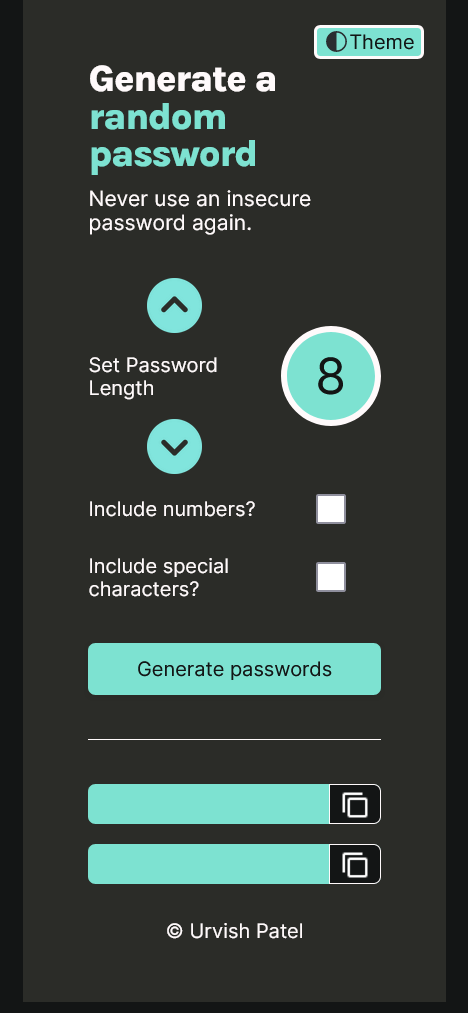 Theme
Generate a
random
password
Never use an insecure
password again.
Set Password
Length
8
Include numbers?
Include special
characters?
Generate passwords
© Urvish Patel